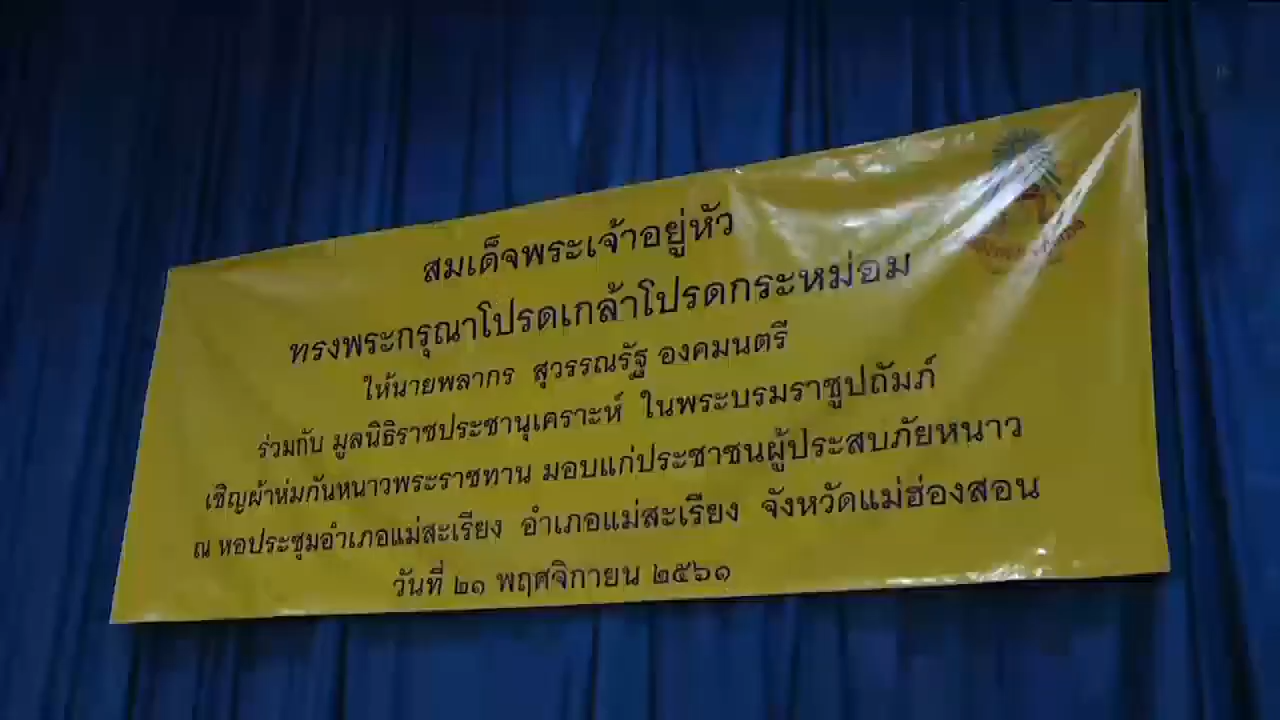 สมเด็จพระเจ้าอยู่หัว
ทรงพระกรุณาโปรดเกล้าโปรดกระหม่อม
ให้นายพลากร สุวรรณรัฐ องคมนตรี
ร่วมกับ มูลนิธิราชประชานุเคราะห์ ในพระบรมราชูปถัมภ์
เชิญผ้าห่มกันหนาวพระราชทาน มอบแก่ประชาชนผู้ประสบภัยหนาว
ณ หอประชุมอำเภอแม่สะเรียง อำเภอแม่สะเรียง จังหวัดแม่ฮ่องสอน
วันที่ ๒๑ พฤศจิกายน ๒๕๖๑